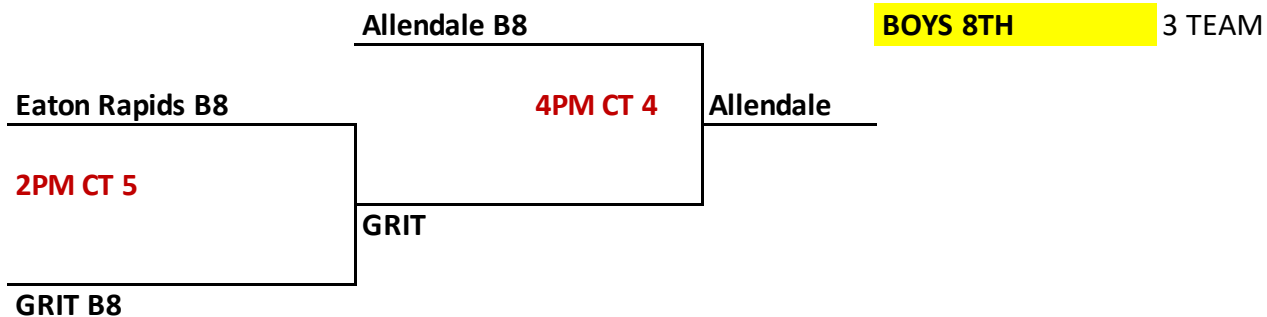 Allendale B8
BOYS 8TH 3 TEAM
Eaton Rapids B8
4PM CT 4
Allendale
2PM CT 5
GRIT
GRIT B8